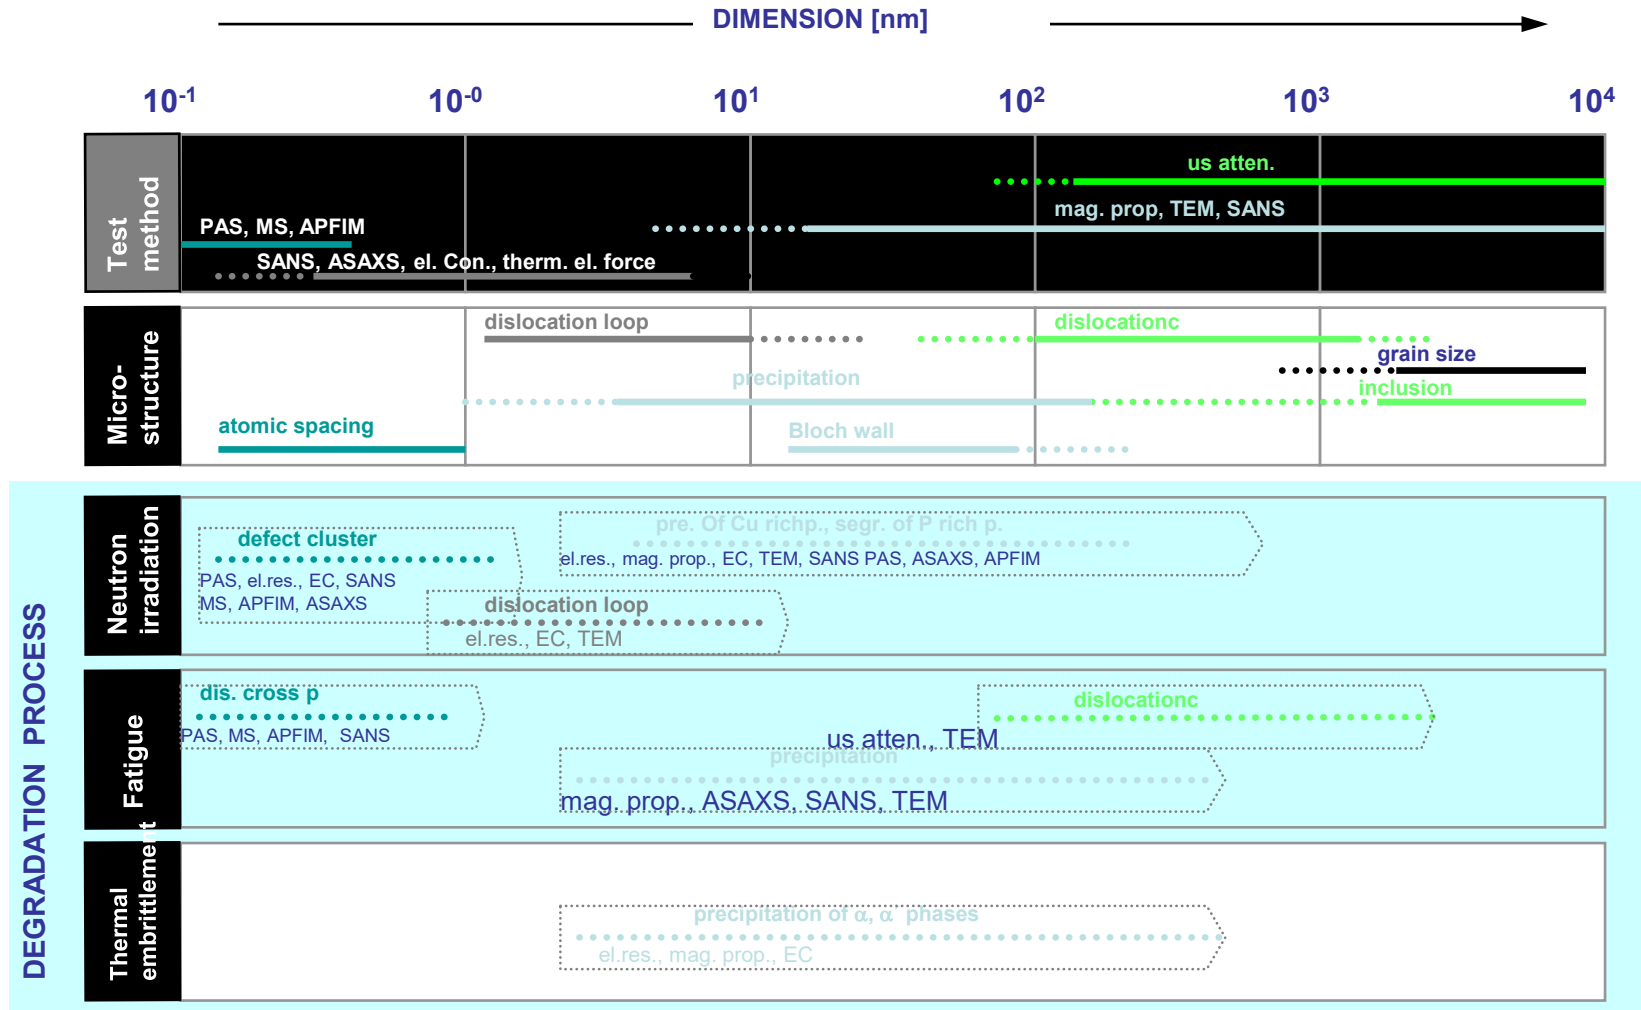 DIMENSION [nm]
10-1 10-0 101 102 103 104
Test
method
us atten.
mag. prop, TEM, SANS
PAS, MS, APFIM
SANS, ASAXS, el. Con., therm. el. force
Micro-
structure
dislocation loop
dislocationc
grain size
precipitation
inclusion
atomic spacing
Bloch wall
DEGRADATION PROCESS
Neutron
irradiation
pre. Of Cu richp., segr. of P rich p.
defect cluster
el.res., mag. prop., EC, TEM, SANS PAS, ASAXS, APFIM
PAS, el.res., EC, SANS
MS, APFIM, ASAXS
dislocation loop
el.res., EC, TEM
Fatigue
dis. cross p
dislocationc
PAS, MS, APFIM, SANS
us atten., TEM
precipitation
mag. prop., ASAXS, SANS, TEM
Thermal
embrittlement
precipitation of α, α´ phases
el.res., mag. prop., EC